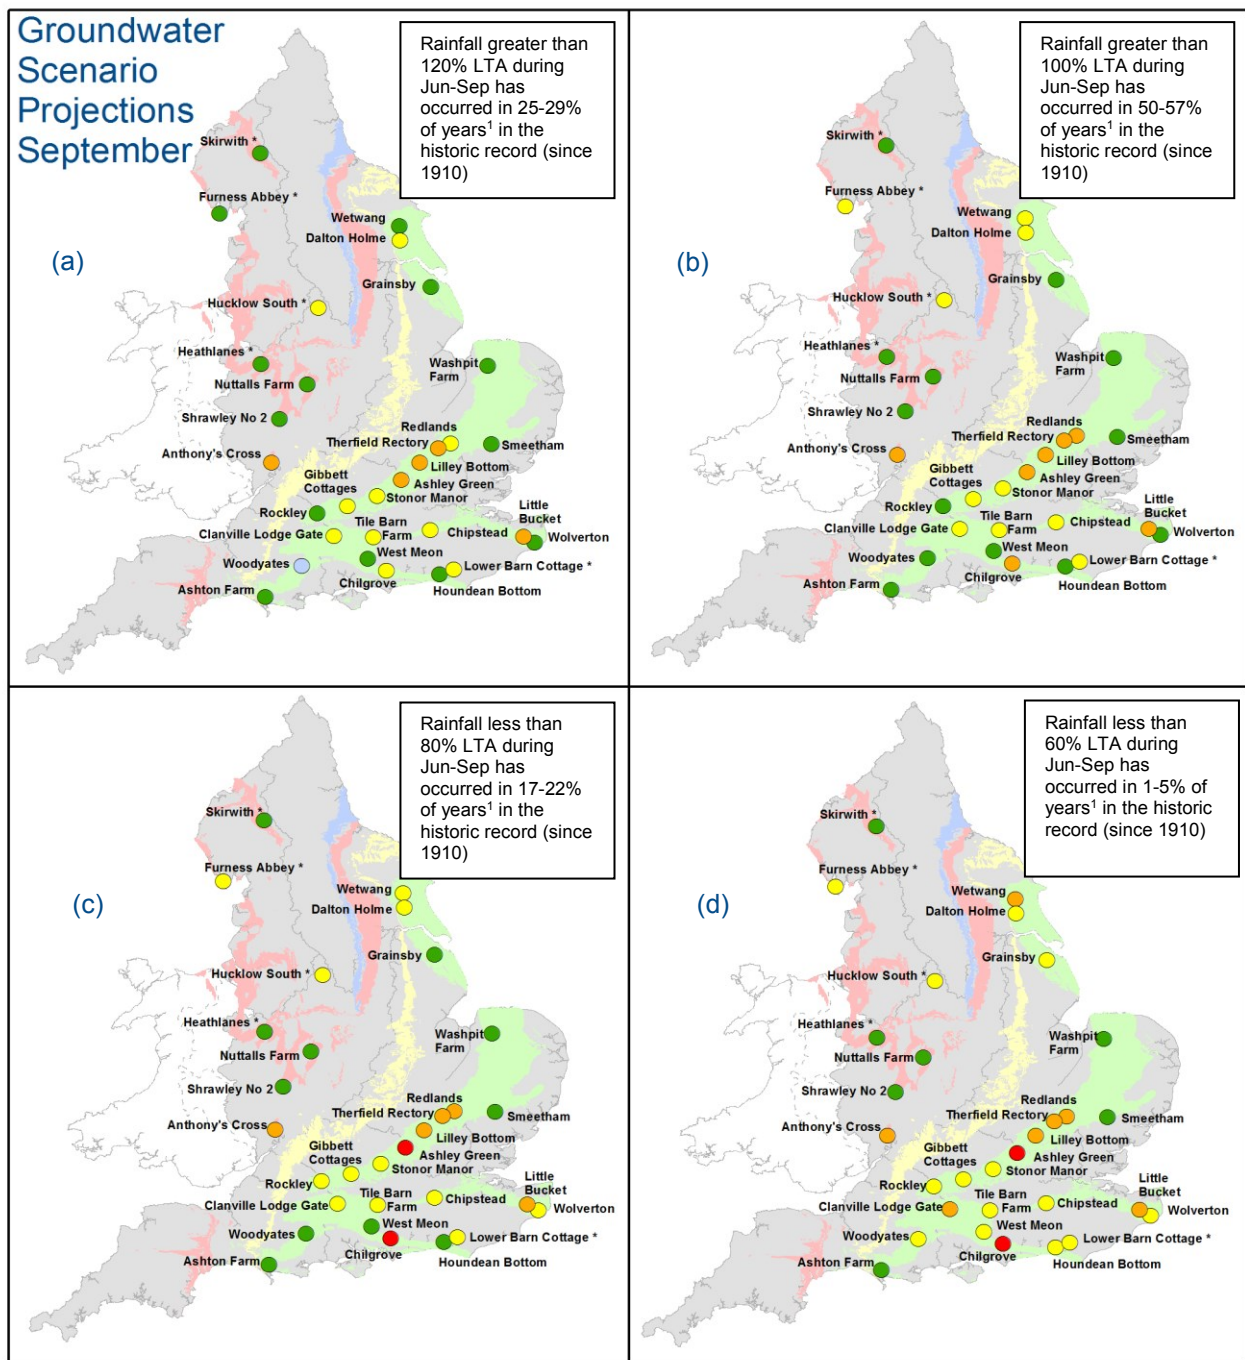 Groundwater
Scenario
Projections
September
Rainfall greater than
120% LTA during
Jun-Sep has
occurred in 25-29%
of years¹ in the
historic record (since
1910)
(a)
Skirwith *
Furness Abbey *
Wetwang
Dalton Holme
Grainsby
Hucklow South *
Heathlanes *
Nuttalls Farm
Washpit
Farm
Shrawley No 2
Redlands
Therfield Rectory
Smeetham
Anthony's Cross
Lilley Bottom
Gibbett
Cottages
Ashley Green
Stonor Manor
Little
Bucket
Rockley
Tile Barn
Farm
Chipstead
Wolverton
Clanville Lodge Gate
West Meon
Woodyates
Lower Barn Cottage *
Chilgrove
Ashton Farm
Houndean Bottom
Rainfall greater than
100% LTA during
Jun-Sep has
occurred in 50-57%
of years¹ in the
historic record (since
1910)
(b)
Skirwith *
Furness Abbey *
Wetwang
Dalton Holme
Grainsby
Hucklow South *
Heathlanes *
Nuttalls Farm
Washpit
Farm
Shrawley No 2
Redlands
Therfield Rectory
Smeetham
Anthony's Cross
Lilley Bottom
Gibbett
Cottages
Ashley Green
Stonor Manor
Little
Bucket
Rockley
Tile Barn
Farm
Chipstead
Wolverton
Clanville Lodge Gate
West Meon
Woodyates
Lower Barn Cottage *
Chilgrove
Ashton Farm
Houndean Bottom
Rainfall less than
80% LTA during
Jun-Sep has
occurred in 17-22%
of years¹ in the
historic record (since
1910)
(c)
Skirwith *
Furness Abbey *
Wetwang
Dalton Holme
Grainsby
Hucklow South *
Heathlanes *
Nuttalls Farm
Washpit
Farm
Shrawley No 2
Redlands
Therfield Rectory
Smeetham
Anthony's Cross
Lilley Bottom
Gibbett
Cottages
Ashley Green
Stonor Manor
Little
Bucket
Rockley
Tile Barn
Farm
Chipstead
Wolverton
Clanville Lodge Gate
West Meon
Woodyates
Lower Barn Cottage *
Chilgrove
Ashton Farm
Houndean Bottom
Rainfall less than
60% LTA during
Jun-Sep has
occurred in 1-5% of
years¹ in the historic
record (since 1910)
(d)
Skirwith *
Furness Abbey *
Wetwang
Dalton Holme
Grainsby
Hucklow South *
Heathlanes *
Nuttalls Farm
Washpit
Farm
Shrawley No 2
Redlands
Therfield Rectory
Smeetham
Anthony's Cross
Lilley Bottom
Gibbett
Cottages
Ashley Green
Stonor Manor
Little
Bucket
Rockley
Tile Barn
Farm
Chipstead
Wolverton
Clanville Lodge Gate
West Meon
Woodyates
Lower Barn Cottage *
Chilgrove
Ashton Farm
Houndean Bottom